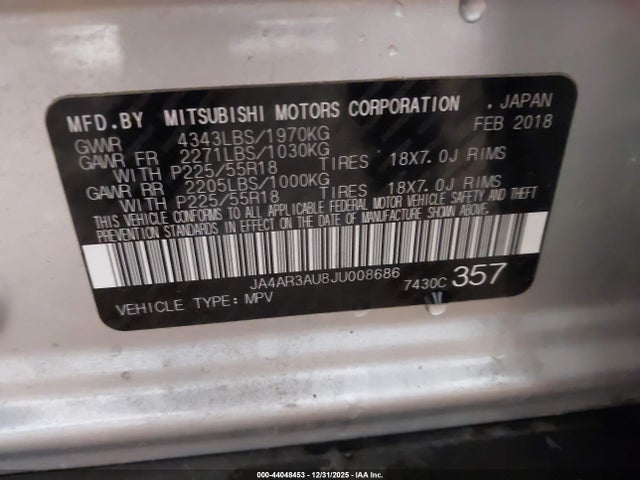 MFD.BY MITSUBISHI MOTORS CORPORATION . JAPAN
GVWR 4343LBS/1970KG FEB 2018
GAWR FR 2271LBS/1030KG
WITH P225/55R18 TIRES 18X7.0J RIMS
GAWR RR 2205LBS/1000KG
WITH P225/55R18 TIRES 18X7.0J RIMS
THIS VEHICLE CONFORMS TO ALL APPLICABLE FEDERAL MOTOR VEHICLE SAFETY AND THEFT
PREVENTION STANDARDS IN EFFECT ON THE DATE OF MANUFACTURE SHOWN ABOVE.
JA4AR3AU8JU008686 7430C 357
VEHICLE TYPE: MPV
000-44048453 - 12/31/2025 - IAA Inc.